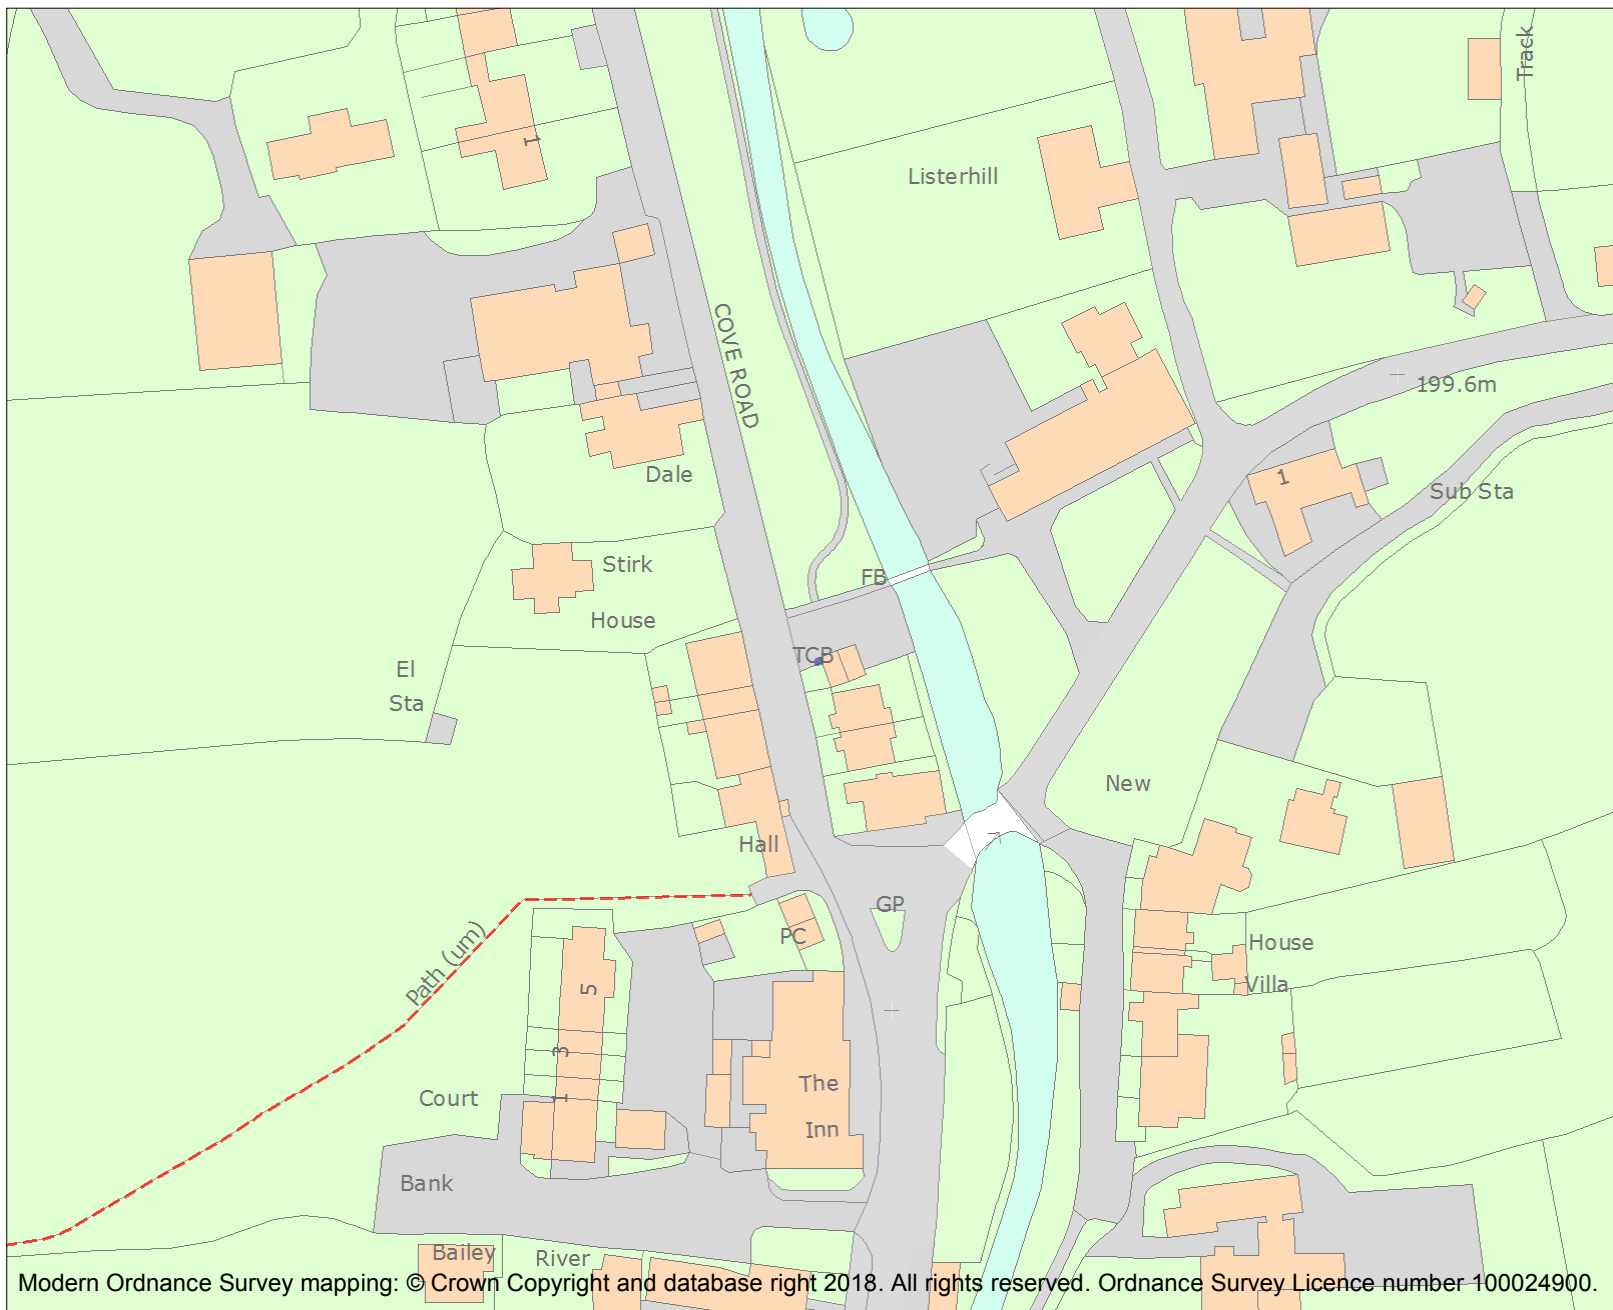 Track
1
Listerhill
COVE ROAD
199.6m
1
Sub Sta
Dale
Stirk
House
FB
TCB
El
Sta
New
Hall
GP
PC
House
Villa
Path (um)
5
3
1
The
Inn
Court
Bank
Bailey
River
Modern Ordnance Survey mapping: © Crown Copyright and database right 2018. All rights reserved. Ordnance Survey Licence number 100024900.